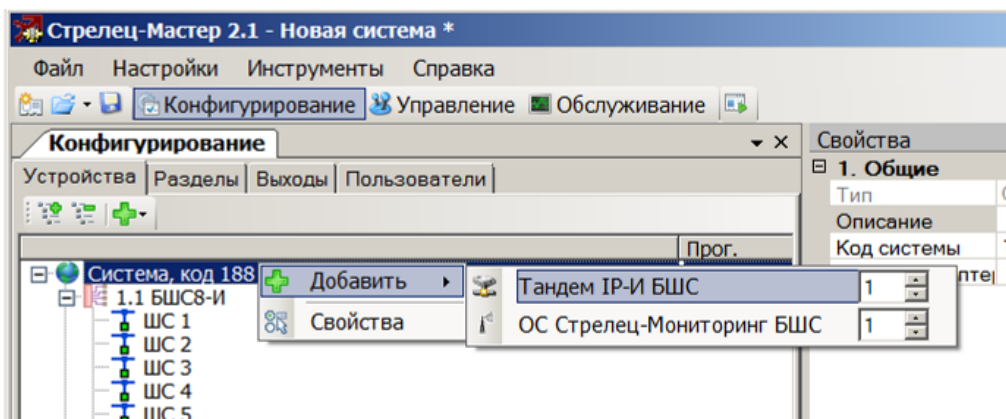 Стрелец-Мастер 2.1 - Новая система *
Файл Настройки Инструменты Справка
Конфигурирование Управление Обслуживание
Конфигурирование
Свойства
Устройства Разделы Выходы Пользователи
1. Общие
Тип
Описание
Прог.
Код системы
Система, код 188
Добавить
Тандем IP-И БШС 1
1.1 БШС8-И
Свойства
ОС Стрелец-Мониторинг БШС 1
ШС 1
ШС 2
ШС 3
ШС 4
ШС 5